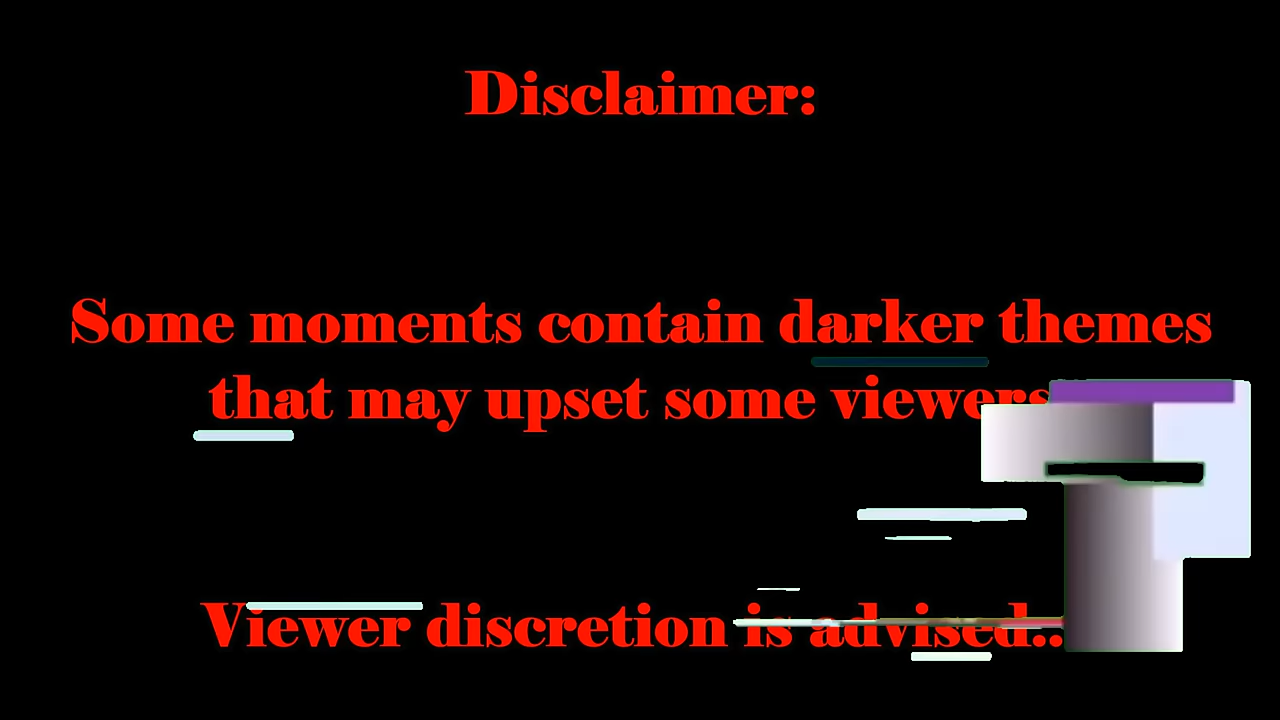 Disclaimer:
Some moments contain darker themes
that may upset some viewers
Viewer discretion is advised..